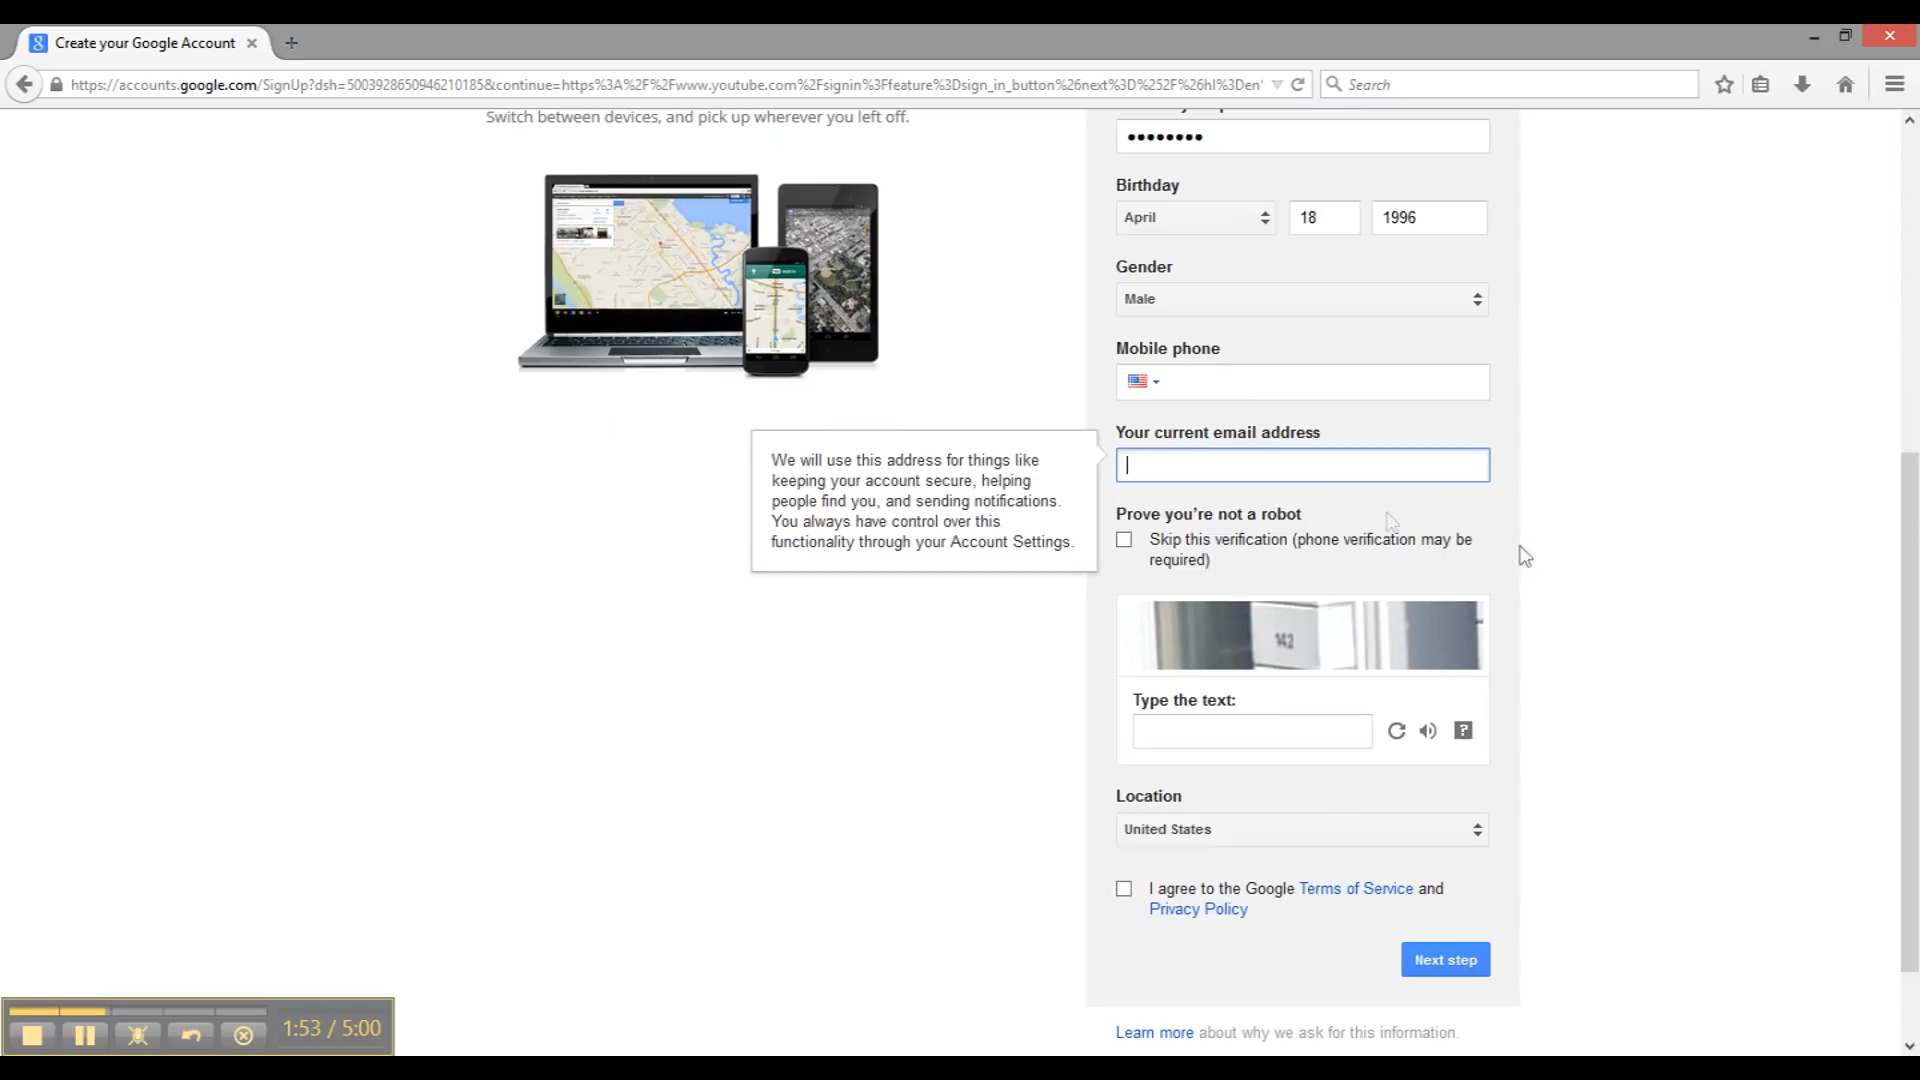 Create your Google Account
https://accounts.google.com/SignUp?dsh=5003928650946210185&continue=https%3A%2F%2Fwww.youtube.com%2Fsignin%3Ffeature%3Dsign_in_button%26next%3D%252F%26hl%3Den'
Search
Switch between devices, and pick up wherever you left off.
Birthday
April
18
1996
Gender
Male
Mobile phone
Your current email address
We will use this address for things like
keeping your account secure, helping
people find you, and sending notifications.
You always have control over this
functionality through your Account Settings.
Prove you're not a robot
Skip this verification (phone verification may be
required)
142
Type the text:
?
Location
United States
I agree to the Google Terms of Service and
Privacy Policy
Next step
1:53 / 5:00
Learn more about why we ask for this information.